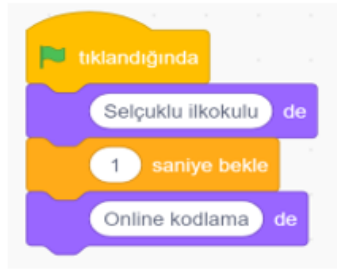 tıklandığında
Selçuklu ilkokulu de
1 saniye bekle
Online kodlama de